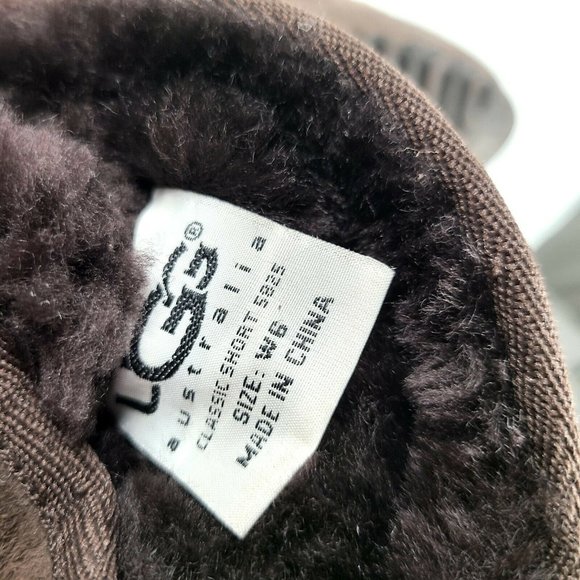 UGG®
australia
CLASSIC SHORT 5825
SIZE: W6
MADE IN CHINA